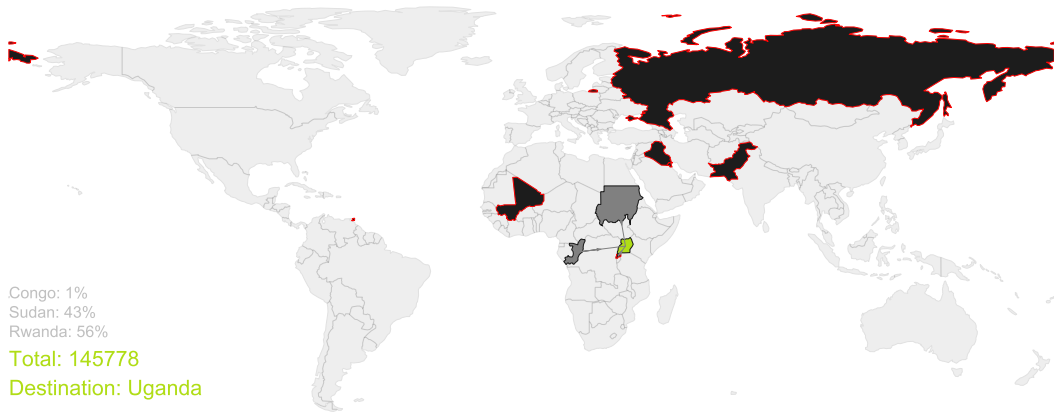 Congo: 1%
Sudan: 43%
Rwanda: 56%
Total: 145778
Destination: Uganda